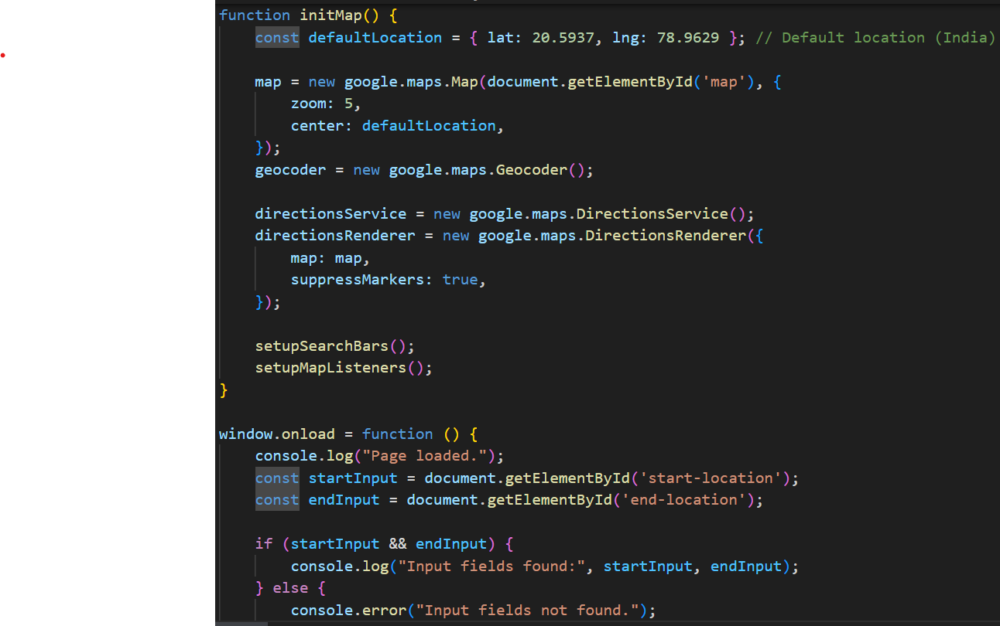 function initMap() {
    const defaultLocation = { lat: 20.5937, lng: 78.9629 }; // Default location (India)

    map = new google.maps.Map(document.getElementById('map'), {
        zoom: 5,
        center: defaultLocation,
    });
    geocoder = new google.maps.Geocoder();

    directionsService = new google.maps.DirectionsService();
    directionsRenderer = new google.maps.DirectionsRenderer({
        map: map,
        suppressMarkers: true,
    });

    setupSearchBars();
    setupMapListeners();
}

window.onload = function () {
    console.log("Page loaded.");
    const startInput = document.getElementById('start-location');
    const endInput = document.getElementById('end-location');

    if (startInput && endInput) {
        console.log("Input fields found:", startInput, endInput);
    } else {
        console.error("Input fields not found.");